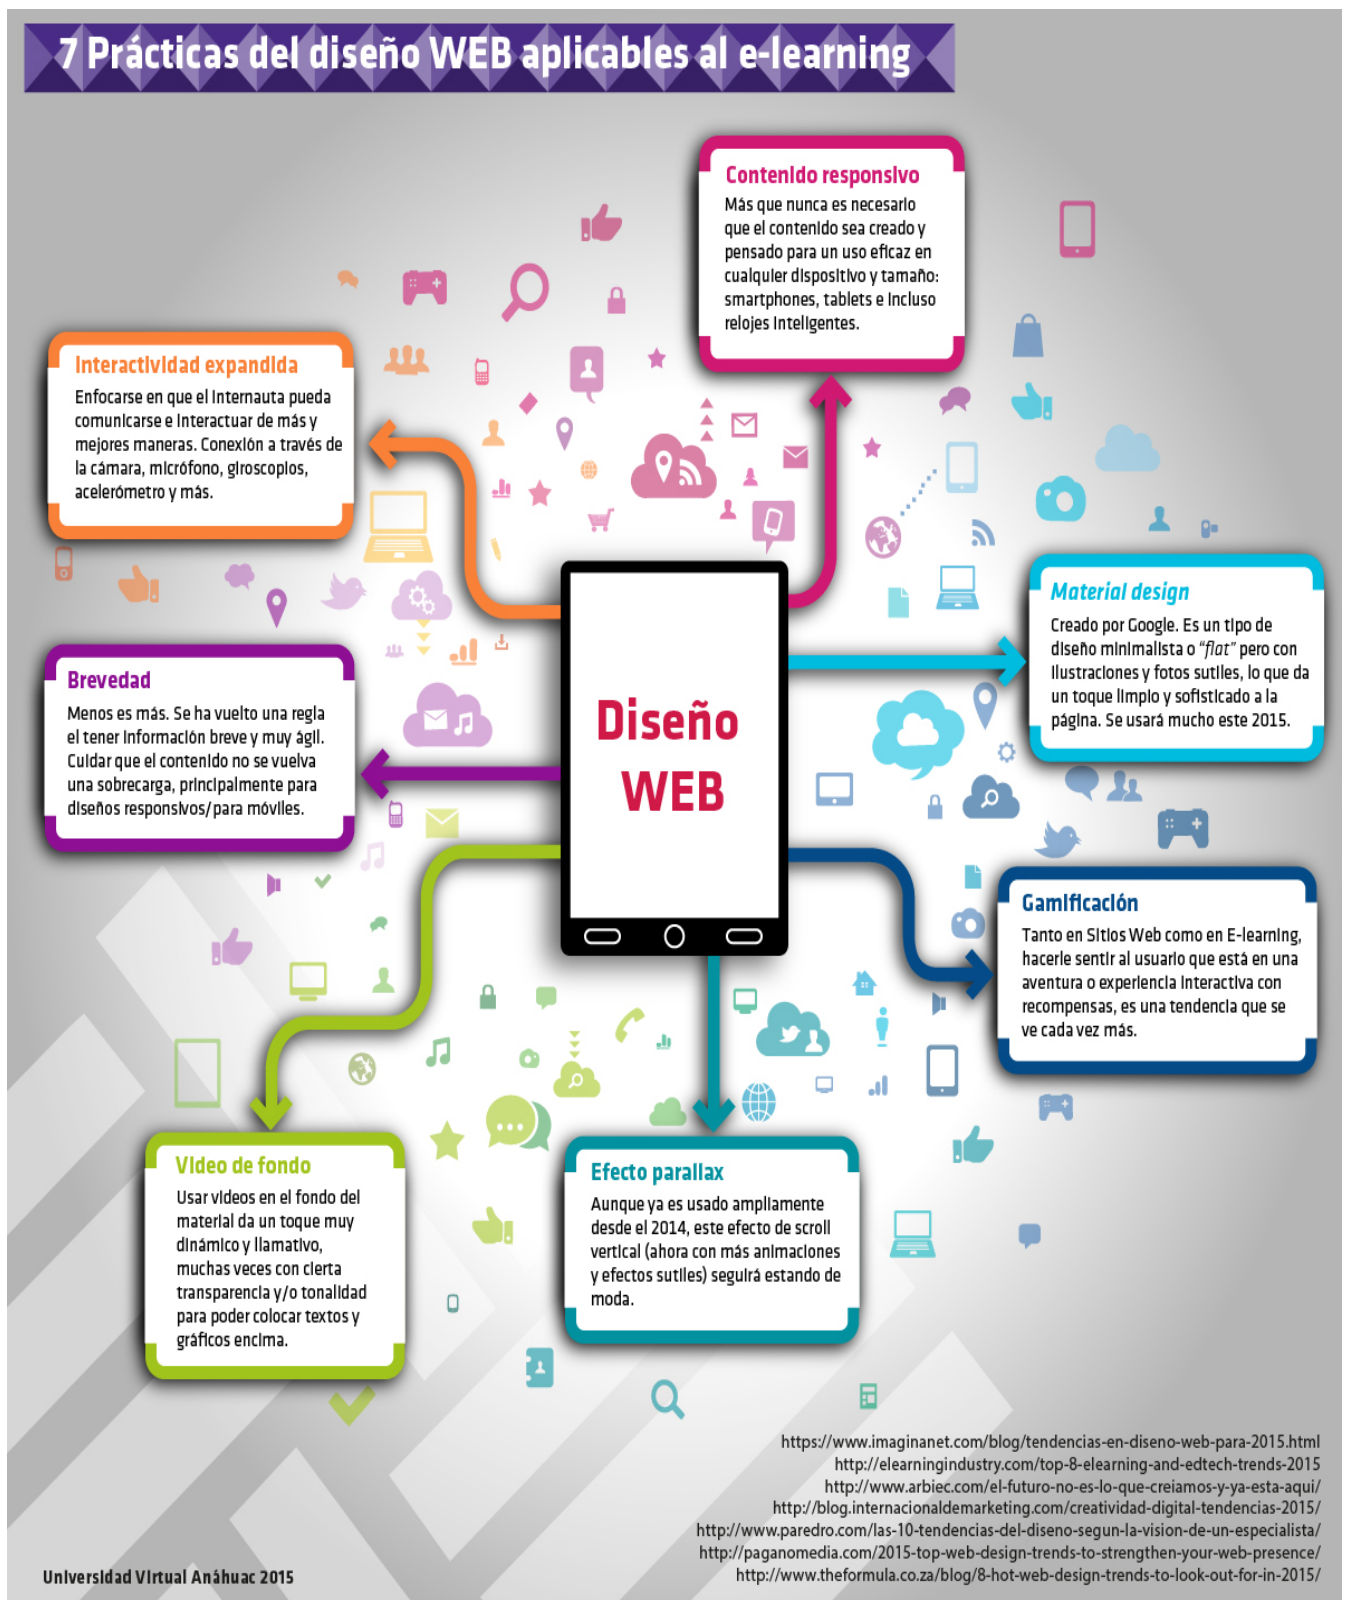 7 Prácticas del diseño WEB aplicables al e-learning
Contenido responsivo
Más que nunca es necesario
que el contenido sea creado y
pensado para un uso eficaz en
cualquier dispositivo y tamaño:
smartphones, tablets e incluso
relojes inteligentes.
Interactividad expandida
Enfocarse en que el internauta pueda
comunicarse e interactuar de más y
mejores maneras. Conexión a través de
la cámara, micrófono, giroscopios,
acelerómetro y más.
Material design
Creado por Google. Es un tipo de
diseño minimalista o “flat” pero con
ilustraciones y fotos sutiles, lo que da
un toque limpio y sofisticado a la
página. Se usará mucho este 2015.
Brevedad
Menos es más. Se ha vuelto una regla
el tener información breve y muy ágil.
Cuidar que el contenido no se vuelva
una sobrecarga, principalmente para
diseños responsivos/para móviles.
Diseño
WEB
Gamificación
Tanto en Sitios Web como en E-learning,
hacerle sentir al usuario que está en una
aventura o experiencia interactiva con
recompensas, es una tendencia que se
ve cada vez más.
Video de fondo
Usar videos en el fondo del
material da un toque muy
dinámico y llamativo,
muchas veces con cierta
transparencia y/o tonalidad
para poder colocar textos y
gráficos encima.
Efecto parallax
Aunque ya es usado ampliamente
desde el 2014, este efecto de scroll
vertical (ahora con más animaciones
y efectos sutiles) seguirá estando de
moda.
https://www.imaginanet.com/blog/tendencias-en-diseno-web-para-2015.html
http://elearningindustry.com/top-8-elearning-and-edtech-trends-2015
http://www.arbiec.com/el-futuro-no-es-lo-que-creiamos-y-ya-esta-aqui/
http://blog.internacionaldemarketing.com/creatividad-digital-tendencias-2015/
http://www.paredro.com/las-10-tendencias-del-diseno-segun-la-vision-de-un-especialista/
http://paganomedia.com/2015-top-web-design-trends-to-strengthen-your-web-presence/
http://www.theformula.co.za/blog/8-hot-web-design-trends-to-look-out-for-in-2015/
Universidad Virtual Anáhuac 2015